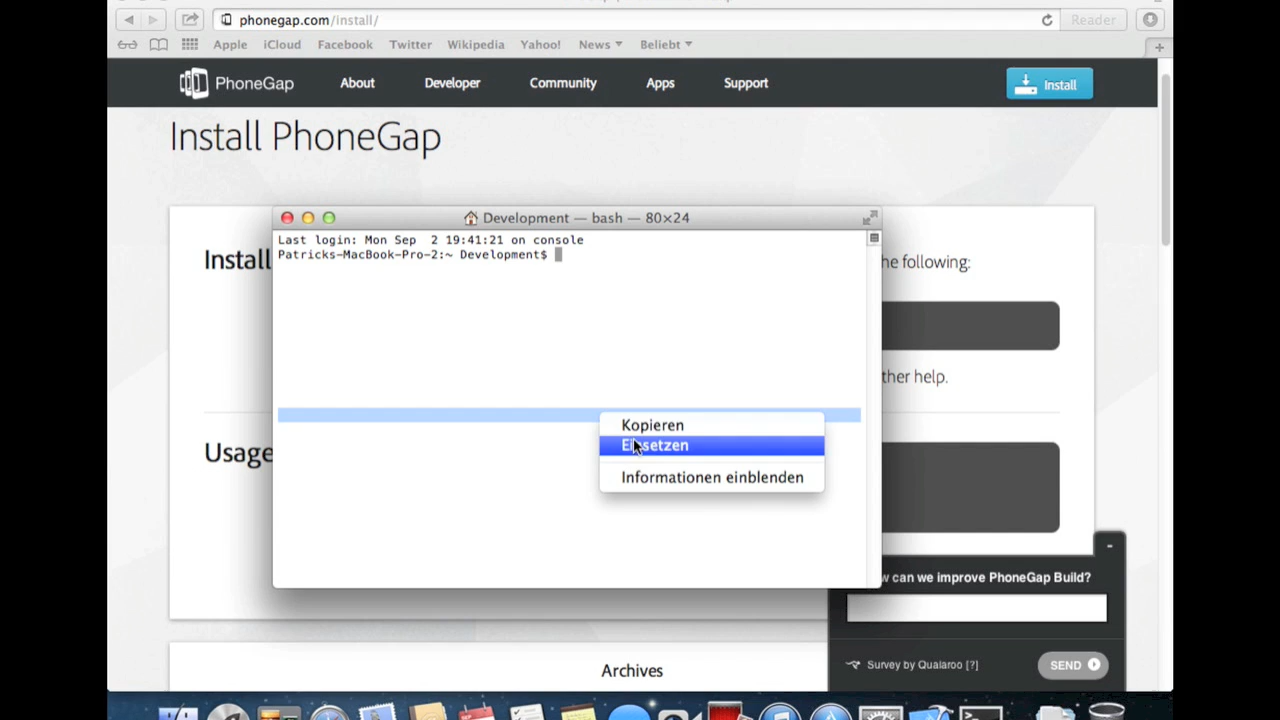 phonegap.com/install/
Reader
Apple iCloud Facebook Twitter Wikipedia Yahoo! News Beliebt
PhoneGap About Developer Community Apps Support Install
Install PhoneGap
Development — bash — 80×24
Last login: Mon Sep 2 19:41:21 on console
Patricks-MacBook-Pro-2:~ Development$
Install
he following:
ther help.
Kopieren
Einsetzen
Informationen einblenden
Usage
w can we improve PhoneGap Build?
Survey by Qualaroo [?] SEND
Archives